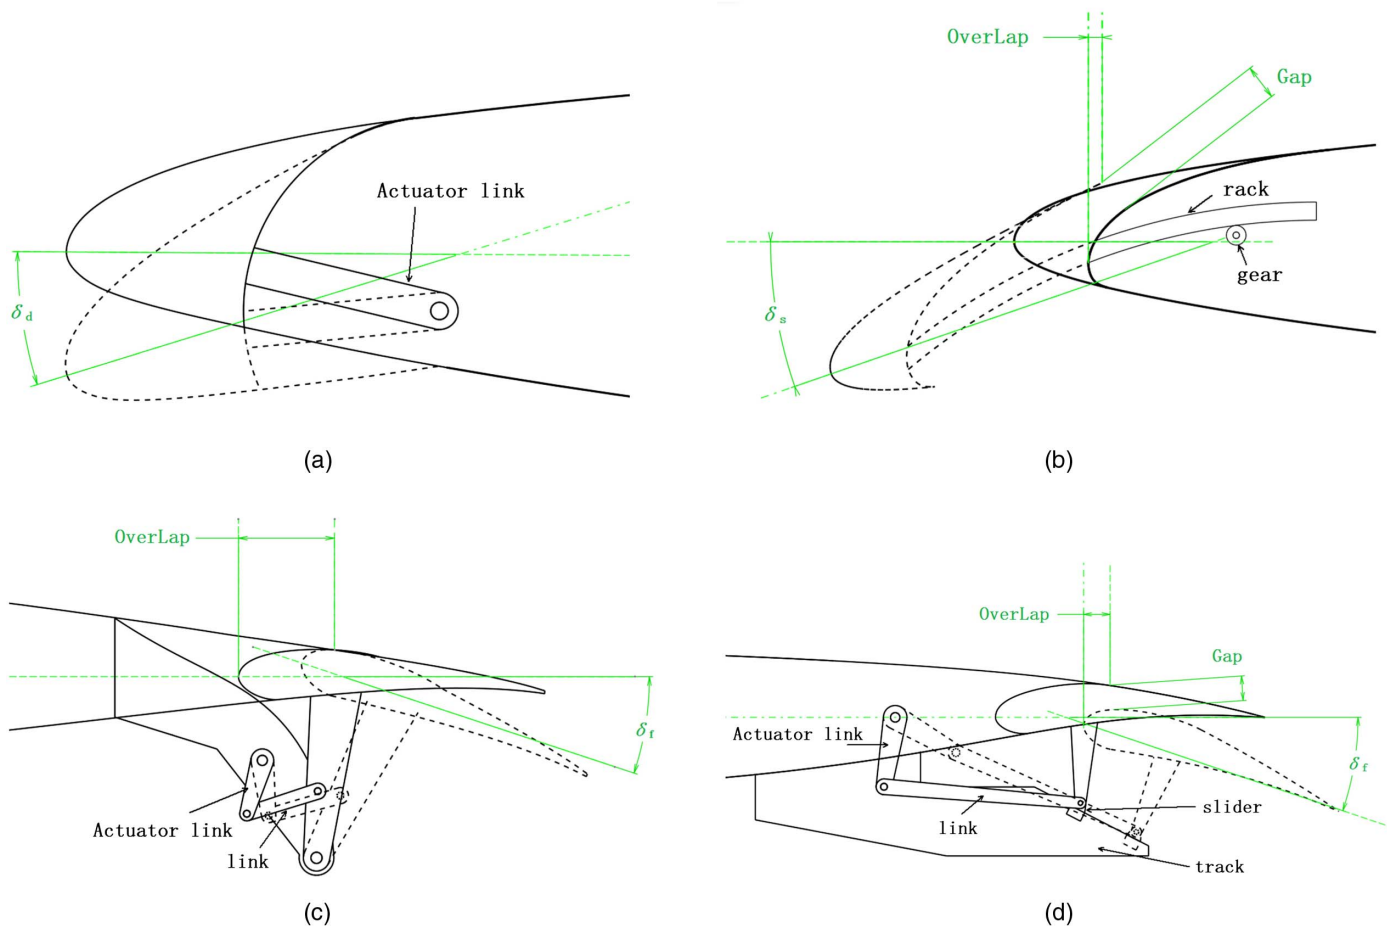 Actuator link
δd
(a)
OverLap
Gap
rack
gear
δs
(b)
OverLap
δf
Actuator link
link
(c)
OverLap
Gap
Actuator link
δf
slider
link
track
(d)